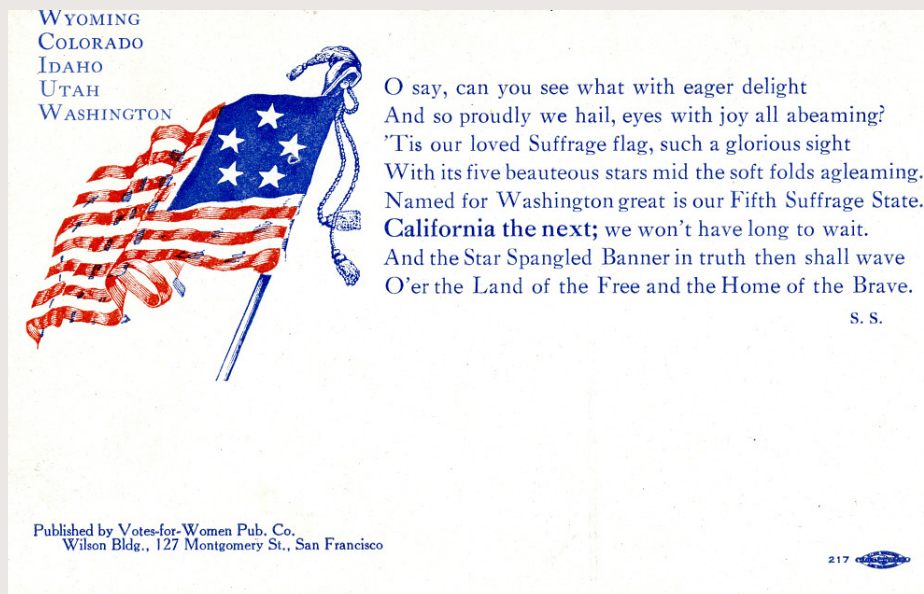 WYOMING
COLORADO
IDAHO
UTAH
WASHINGTON
O say, can you see what with eager delight
And so proudly we hail, eyes with joy all abeaming?
'Tis our loved Suffrage flag, such a glorious sight
With its five beauteous stars mid the soft folds agleaming.
Named for Washington great is our Fifth Suffrage State.
California the next; we won't have long to wait.
And the Star Spangled Banner in truth then shall wave
O'er the Land of the Free and the Home of the Brave.
S. S.
Published by Votes-for-Women Pub. Co.
Wilson Bldg., 127 Montgomery St., San Francisco
217